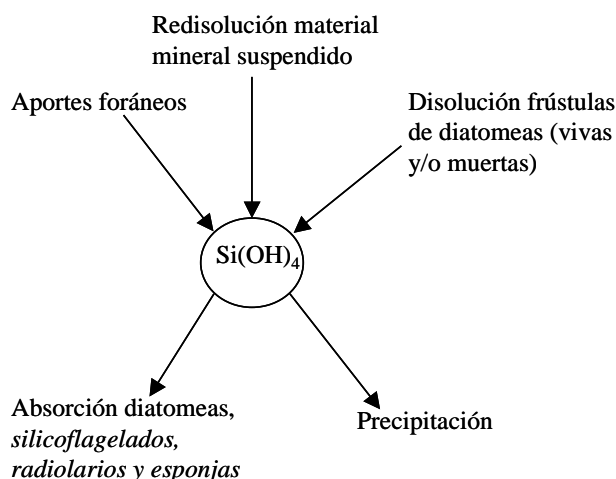 Redisolución material
mineral suspendido
Aportes foráneos
Disolución frústulas
de diatomeas (vivas
y/o muertas)
Si(OH)₄
Absorción diatomeas,
silicoflagelados,
radiolarios y esponjas
Precipitación